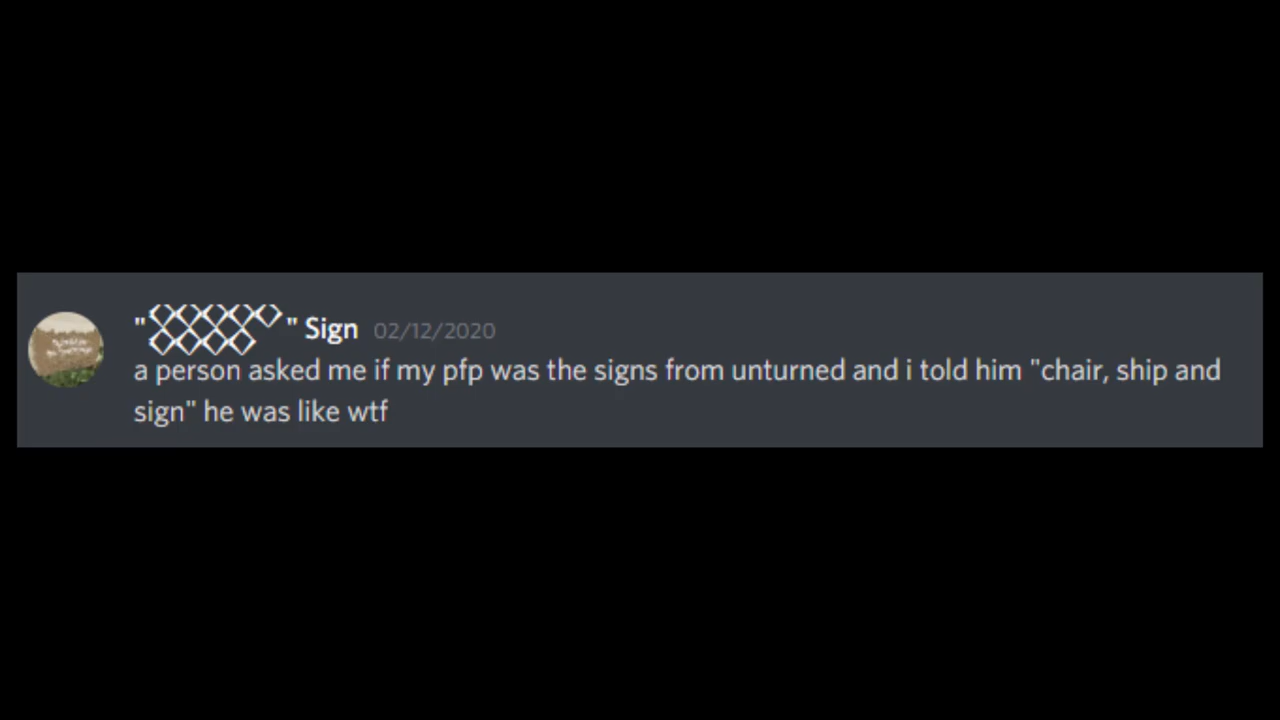 " " Sign 02/12/2020
a person asked me if my pfp was the signs from unturned and i told him "chair, ship and
sign" he was like wtf